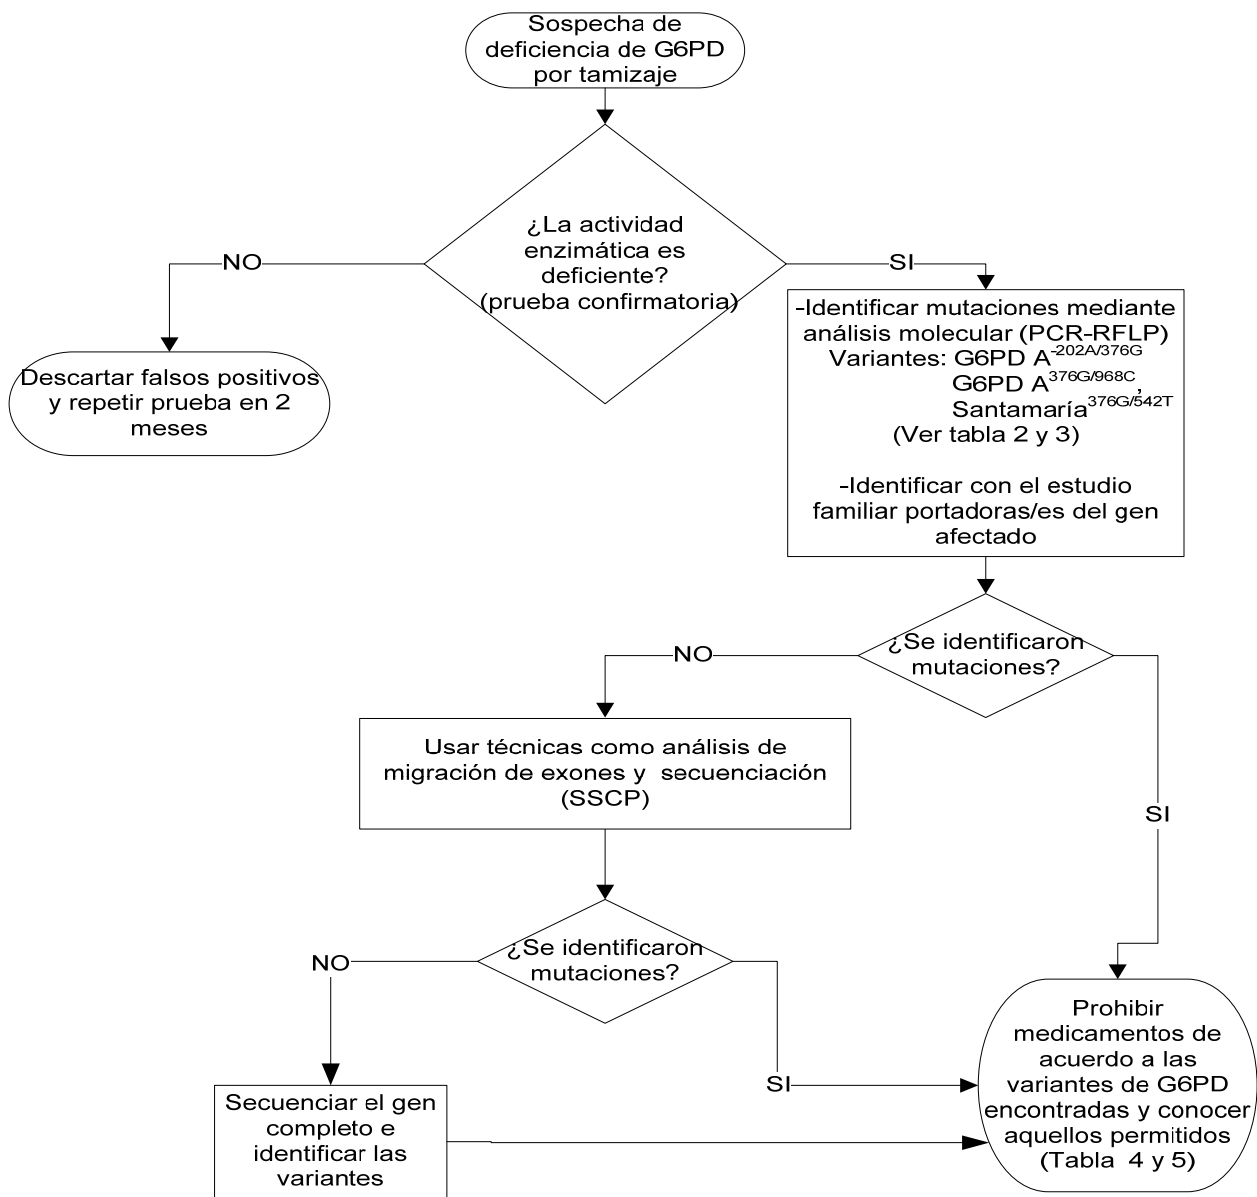 Sospecha de
deficiencia de G6PD
por tamizaje
¿La actividad
enzimática es
deficiente?
(prueba confirmatoria)
NO
SI
Descartar falsos positivos
y repetir prueba en 2
meses
-Identificar mutaciones mediante
análisis molecular (PCR-RFLP)
Variantes: G6PD A-202A/376G
G6PD A376G/968C,
Santamaría376G/542T
(Ver tabla 2 y 3)
-Identificar con el estudio
familiar portadoras/es del gen
afectado
¿Se identificaron
mutaciones?
NO
SI
Usar técnicas como análisis de
migración de exones y secuenciación
(SSCP)
¿Se identificaron
mutaciones?
NO
SI
Secuenciar el gen
completo e
identificar las
variantes
Prohibir
medicamentos de
acuerdo a las
variantes de G6PD
encontradas y conocer
aquellos permitidos
(Tabla 4 y 5)